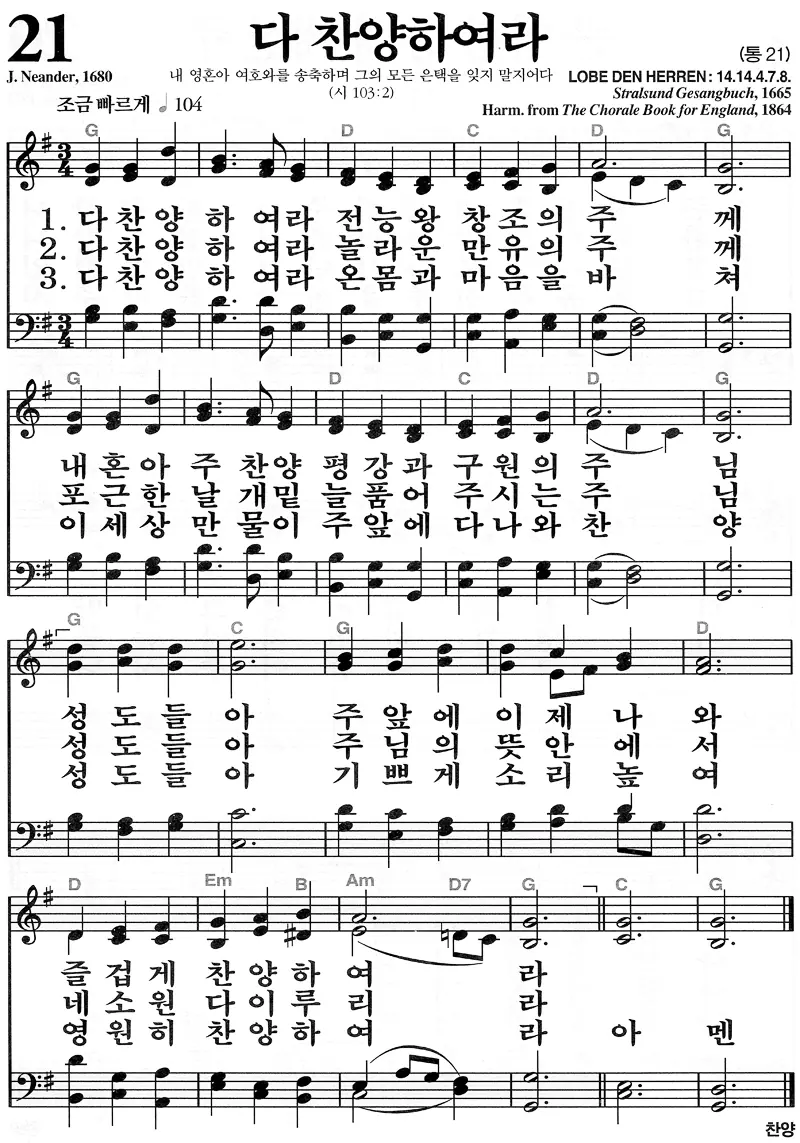 21
다 찬양하여라
(통 21)
J. Neander, 1680
내 영혼아 여호와를 송축하며 그의 모든 은택을 잊지 말지어다
(시 103:2)
LOBE DEN HERREN : 14.14.4.7.8.
Stralsund Gesangbuch, 1665
조금 빠르게 ♩ 104
Harm. from The Chorale Book for England, 1864
G D C D G
1. 다 찬 양 하 여라 전 능 왕 창 조 의 주 께
2. 다 찬 양 하 여라 놀 라 운 만 유 의 주 께
3. 다 찬 양 하 여라 온 몸 과 마 음 을 바 쳐
G D C D G
내 혼 아 주 찬 양 평 강 과 구 원 의 주 님
포 근 한 날 개 밑 늘 품 어 주 시 는 주 님
이 세 상 만 물 이 주 앞 에 다 나 와 찬 양
G C G D
성 도 들 아 주 앞 에 이 제 나 와
성 도 들 아 주 님 의 뜻 안 에 서
성 도 들 아 기 쁘 게 소 리 높 여
D Em B Am D7 G C G
즐 겁 게 찬 양 하 여 라
네 소 원 다 이 루 리 라
영 원 히 찬 양 하 여 라 아 멘
찬양